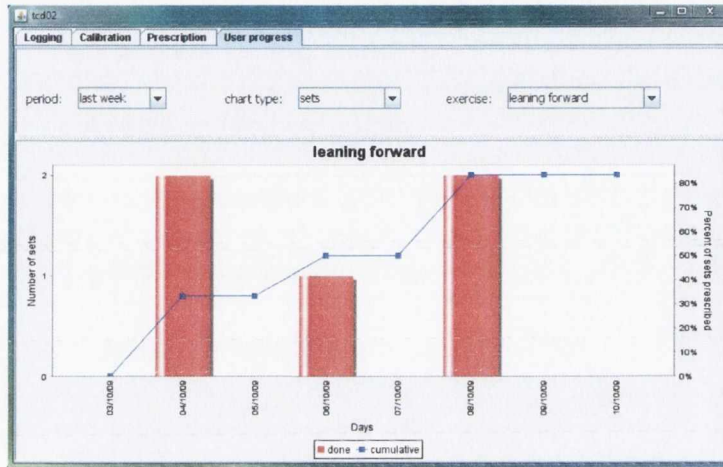 tcd02
Logging Calibration Prescription User progress
period: last week chart type: sets exercise: leaning forward
leaning forward
2
1
0
Number of sets
80%
70%
60%
50%
40%
30%
20%
10%
0%
Percent of sets prescribed
03/10/09 04/10/09 05/10/09 06/10/09 07/10/09 08/10/09 09/10/09 10/10/09
Days
done cumulative